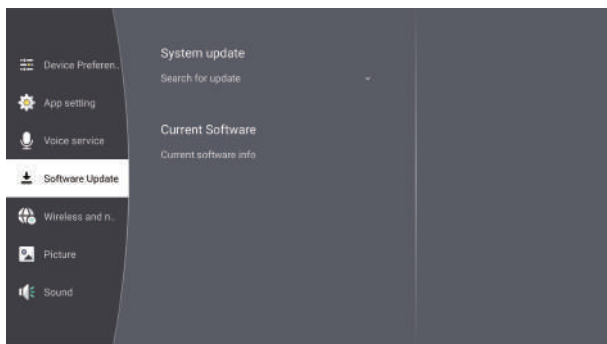 Device Preferen..
App setting
Voice service
Software Update
Wireless and n..
Picture
Sound
System update
Search for update
Current Software
Current software info